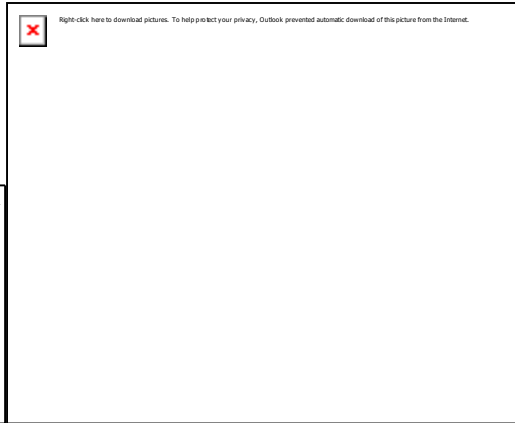 Right-click here to download pictures. To help protect your privacy, Outlook prevented automatic download of this picture from the Internet.